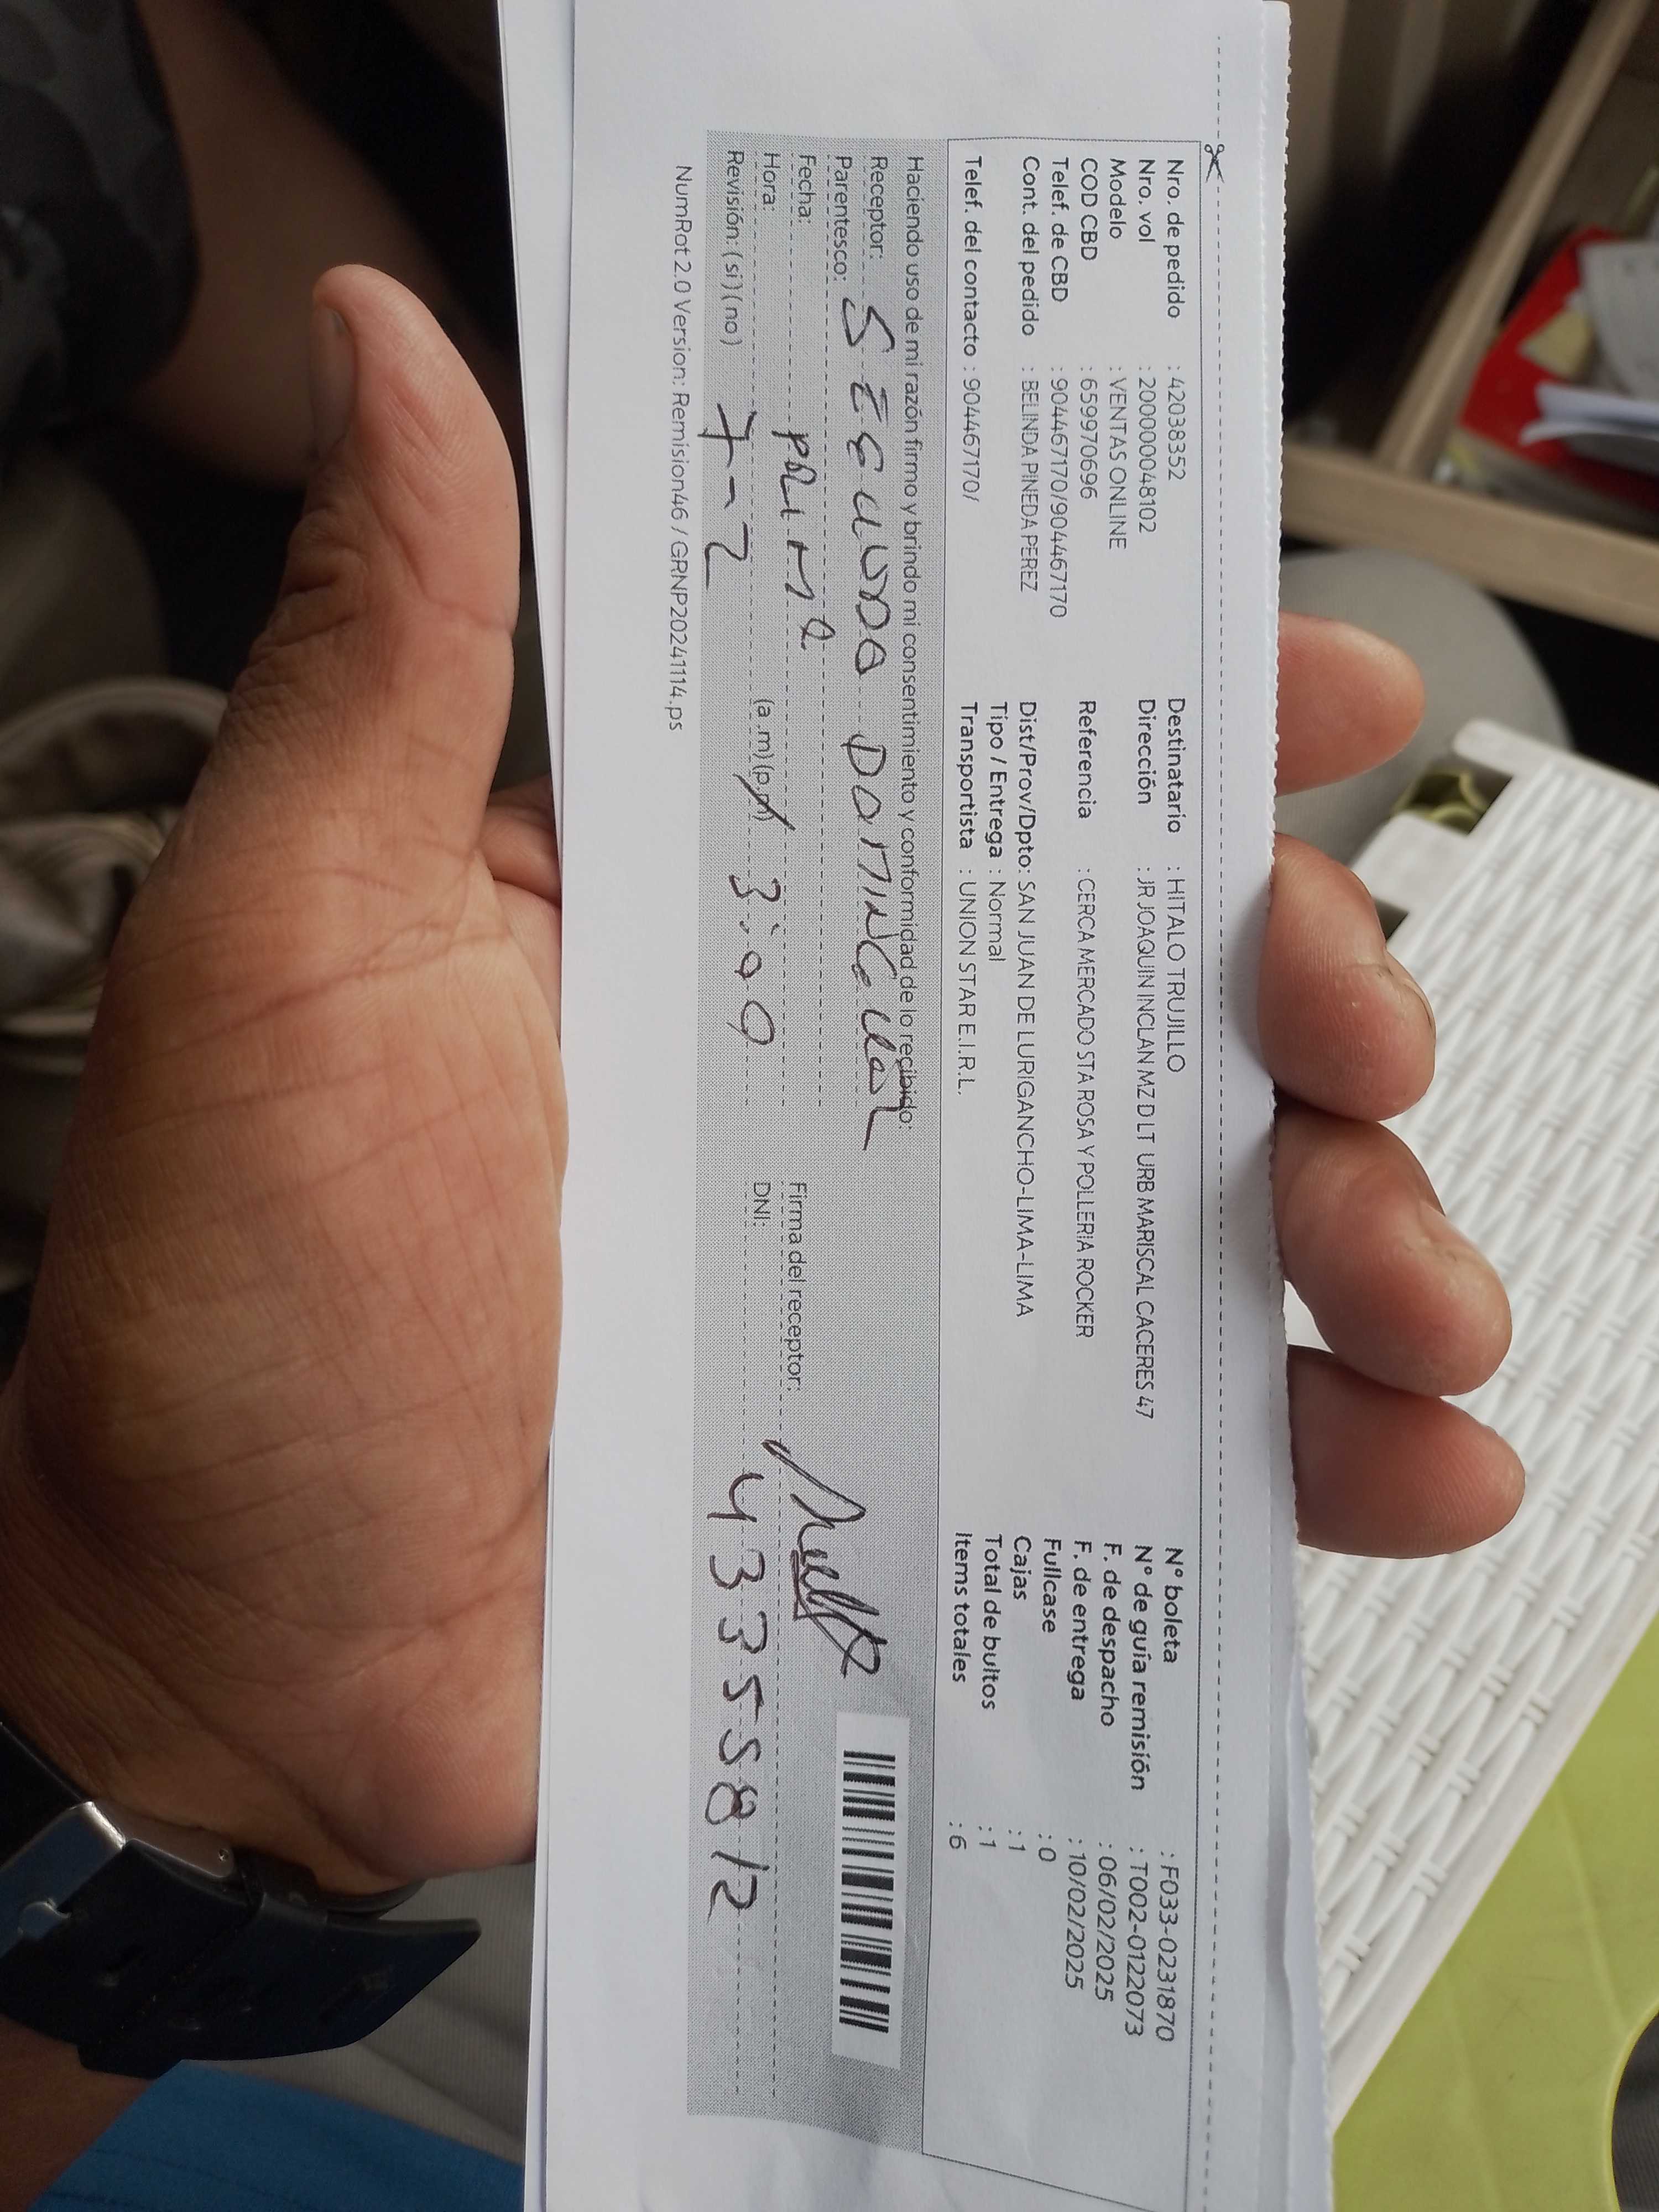 Nro. de pedido : 42038352
Nro. vol : 2000000048102
Modelo : VENTAS ONLINE
COD CBD : 659970696
Telef. de CBD : 904467170/904467170
Cont. del pedido : BELINDA PINEDA PEREZ
Telef. del contacto : 904467170/
Destinatario : HITALO TRUJILLO
Dirección : JR JOAQUIN INCLAN MZ D LT URB MARISCAL CACERES 47
Referencia : CERCA MERCADO STA ROSA Y POLLERIA ROCKER
Dist/Prov/Dpto: SAN JUAN DE LURIGANCHO-LIMA-LIMA
Tipo / Entrega : Normal
Transportista : UNION STAR E.I.R.L.
N° boleta : F033-0231870
N° de guía remisión : T002-0122073
F. de despacho : 06/02/2025
F. de entrega : 10/02/2025
Fullcase : 0
Cajas : 1
Total de bultos : 1
Items totales : 6
Haciendo uso de mi razón firmo y brindo mi consentimiento y conformidad de lo recibido:
Receptor: SEGUNDO
Parentesco:
Fecha: 7-2
Hora: (a.m)(p.m) 3:00
Revisión: (si)(no)
Firma del receptor:
DNI: 43355812
NumRot 2.0 Version: Remision46 / GRNP20241114.ps